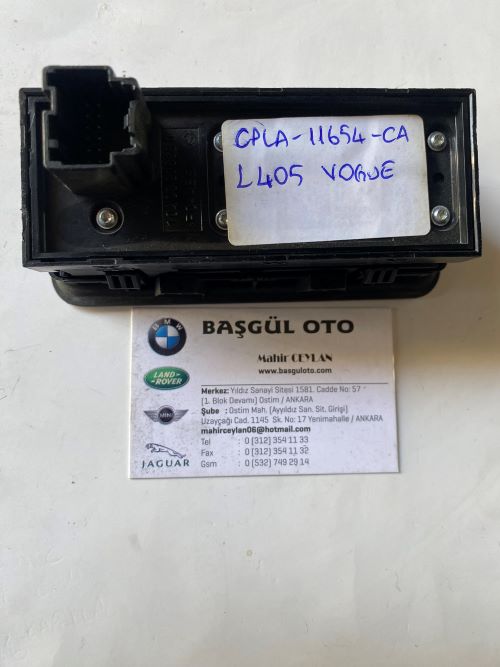 CPLA-11654-CA
L405 VOGUE
BMW
BAŞGÜL OTO
Mahir CEYLAN
www.basguloto.com
LAND-
ROVER
MINI
JAGUAR
Merkez: Yıldız Sanayi Sitesi 1581. Cadde No: 57
[1. Blok Devamı] Ostim / ANKARA
Şube : Ostim Mah. [Ayyıldız San. Sit. Girişi]
Uzayçağı Cad. 1145 Sk. No: 17 Yenimahalle / ANKARA
mahirceylan06@hotmail.com
Tel : 0 (312) 354 11 33
Fax : 0 (312) 354 11 32
Gsm : 0 (532) 749 29 14